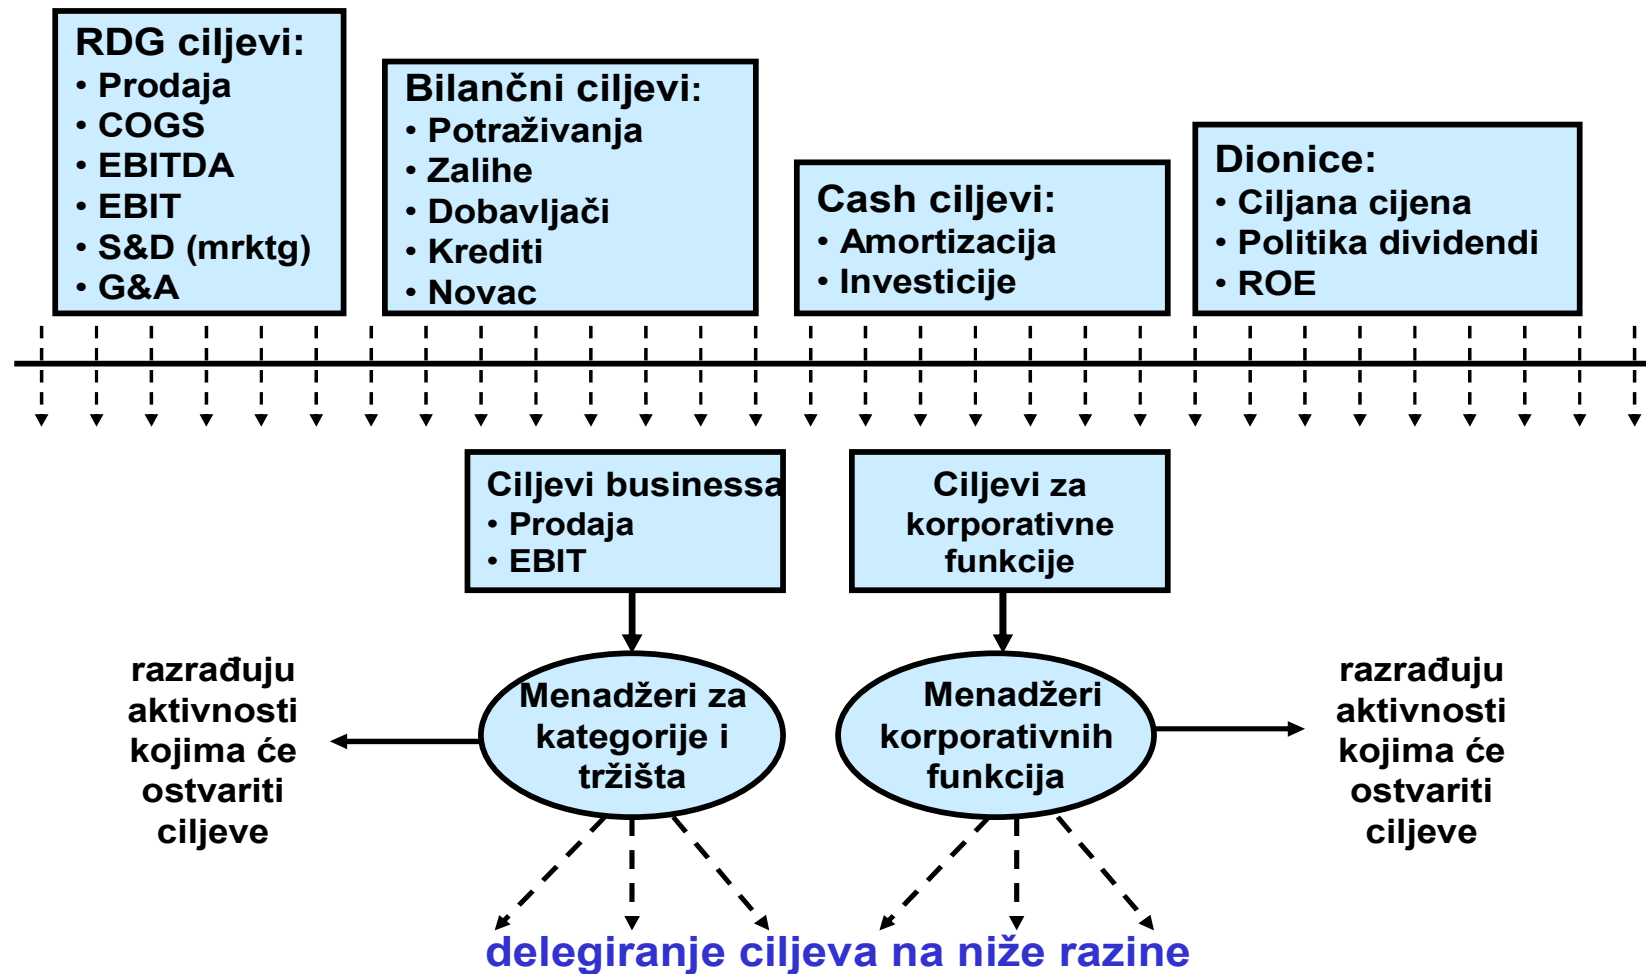 RDG ciljevi:
• Prodaja
• COGS
• EBITDA
• EBIT
• S&D (mrktg)
• G&A
Bilančni ciljevi:
• Potraživanja
• Zalihe
• Dobavljači
• Krediti
• Novac
Cash ciljevi:
• Amortizacija
• Investicije
Dionice:
• Ciljana cijena
• Politika dividendi
• ROE
Ciljevi businessa
• Prodaja
• EBIT
Ciljevi za
korporativne
funkcije
razrađuju
aktivnosti
kojima će
ostvariti
ciljeve
Menadžeri za
kategorije i
tržišta
Menadžeri
korporativnih
funkcija
razrađuju
aktivnosti
kojima će
ostvariti
ciljeve
delegiranje ciljeva na niže razine